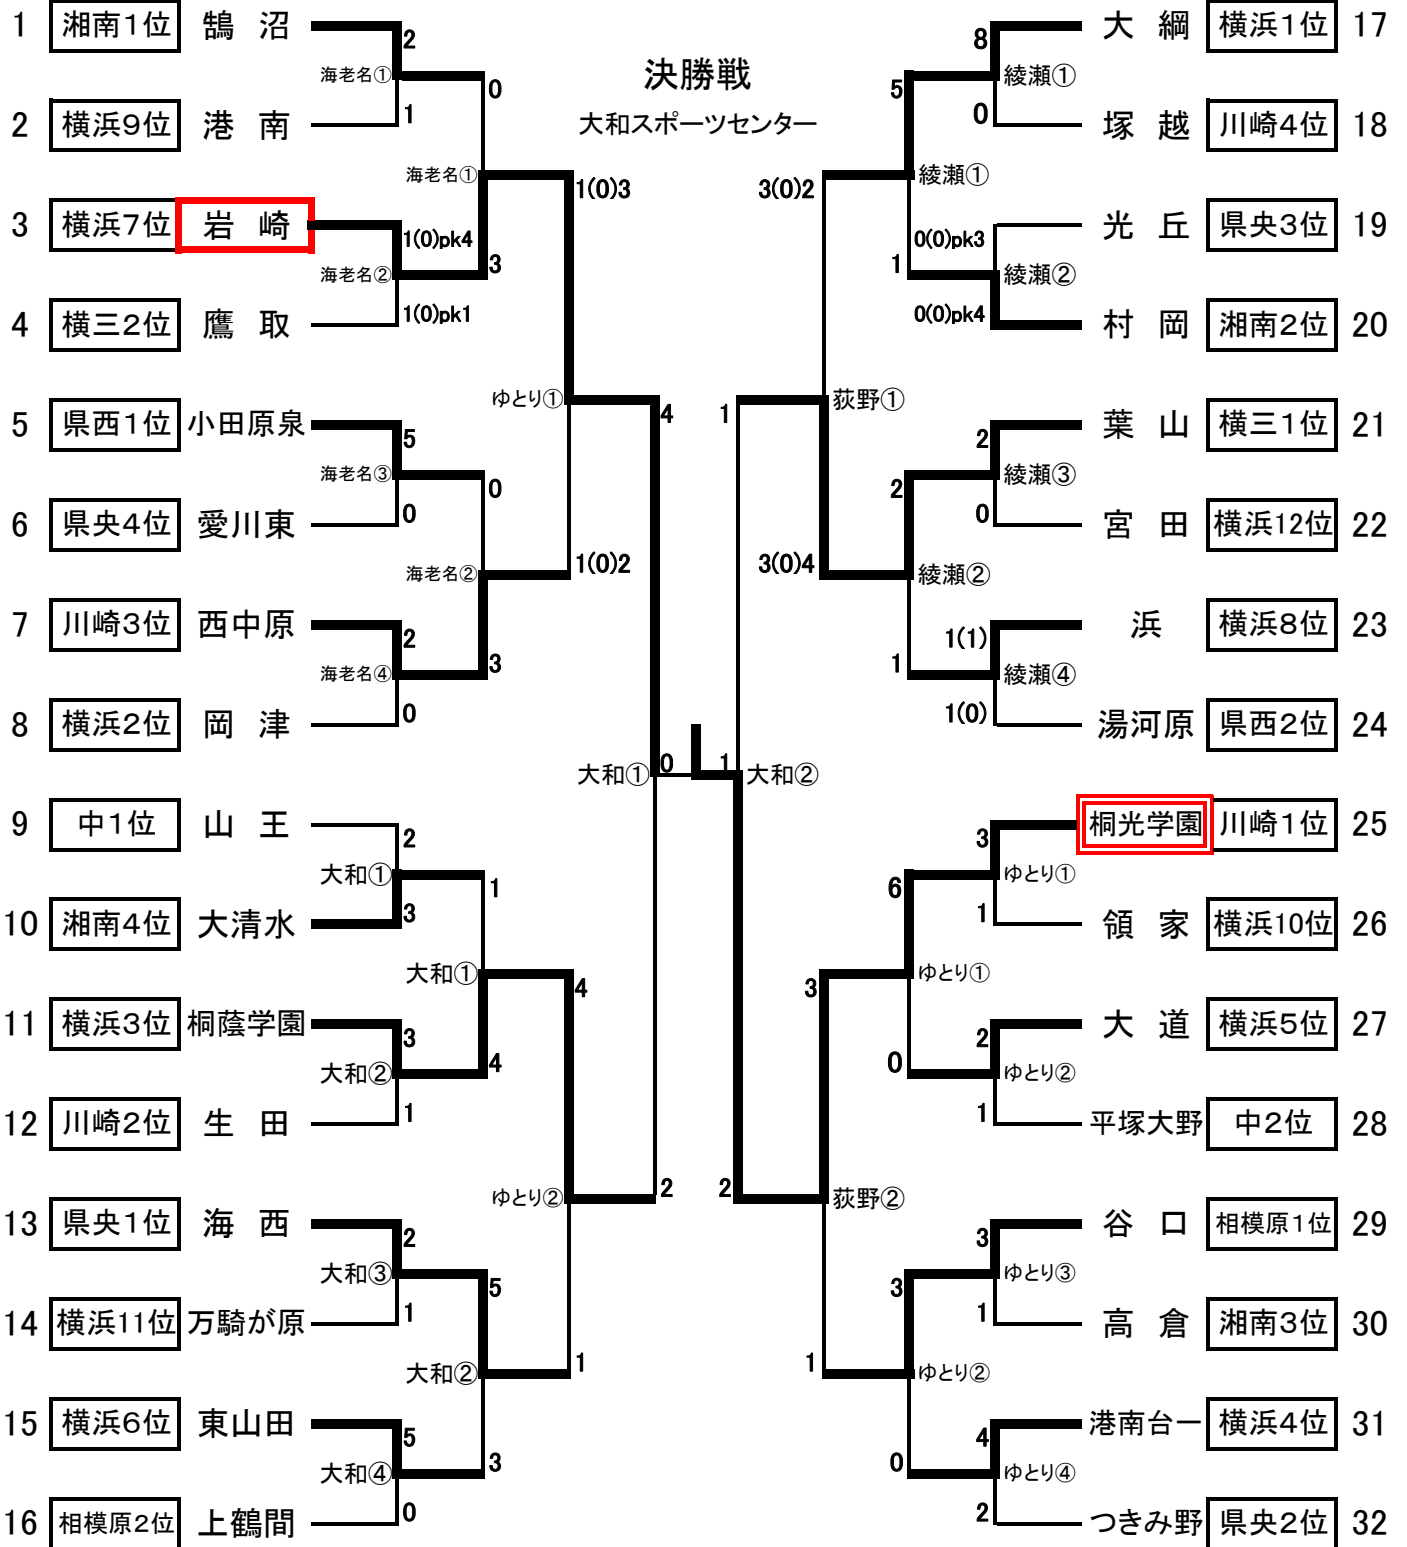 決勝戦
大和スポーツセンター
1 湘南1位 鵠沼
2
海老名①
1
2 横浜9位 港南
0
海老名①
3
3 横浜7位 岩崎
1(0)pk4
海老名②
1(0)pk1
4 横三2位 鷹取
1(0)3
ゆとり①
1(0)2
5 県西1位 小田原泉
5
海老名③
0
6 県央4位 愛川東
0
海老名②
3
7 川崎3位 西中原
2
海老名④
0
8 横浜2位 岡津
4
大和①
2
9 中1位 山王
2
大和①
3
10 湘南4位 大清水
1
大和①
4
11 横浜3位 桐蔭学園
3
大和②
1
12 川崎2位 生田
4
ゆとり②
1
13 県央1位 海西
2
大和③
1
14 横浜11位 万騎が原
5
大和②
3
15 横浜6位 東山田
5
大和④
0
16 相模原2位 上鶴間
0
1
大綱 横浜1位 17
8
綾瀬①
0
塚越 川崎4位 18
5
綾瀬①
1
光丘 県央3位 19
0(0)pk3
綾瀬②
0(0)pk4
村岡 湘南2位 20
3(0)2
荻野①
3(0)4
葉山 横三1位 21
2
綾瀬③
0
宮田 横浜12位 22
2
綾瀬②
1
浜 横浜8位 23
1(1)
綾瀬④
1(0)
湯河原 県西2位 24
1
大和②
2
桐光学園 川崎1位 25
3
ゆとり①
1
領家 横浜10位 26
6
ゆとり①
0
大道 横浜5位 27
2
ゆとり②
1
平塚大野 中2位 28
3
荻野②
1
谷口 相模原1位 29
3
ゆとり③
1
高倉 湘南3位 30
3
ゆとり②
0
港南台一 横浜4位 31
4
ゆとり④
2
つきみ野 県央2位 32